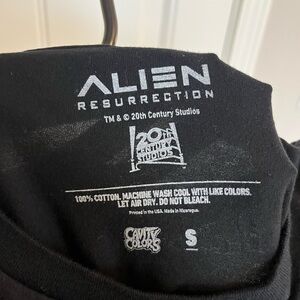 ALIEN
RESURRECTION
TM & © 20th Century Studios
20TH
CENTURY
STUDIOS
100% COTTON. MACHINE WASH COOL WITH LIKE COLORS.
LET AIR DRY. DO NOT BLEACH.
Printed in the USA. Made in Nicaragua.
CAVITY
COLORS
S